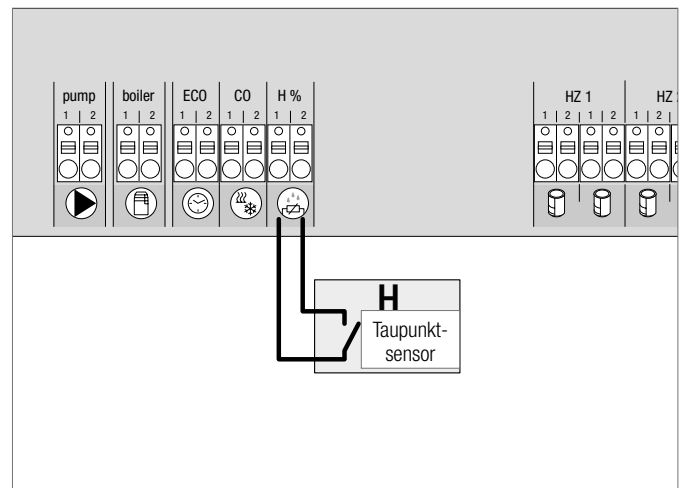 pump boiler ECO CO H % HZ 1 HZ
1 | 2 1 | 2 1 | 2 1 | 2 1 | 2 1 | 2 | 1 | 2 1 | 2 |
H
Taupunkt-
sensor